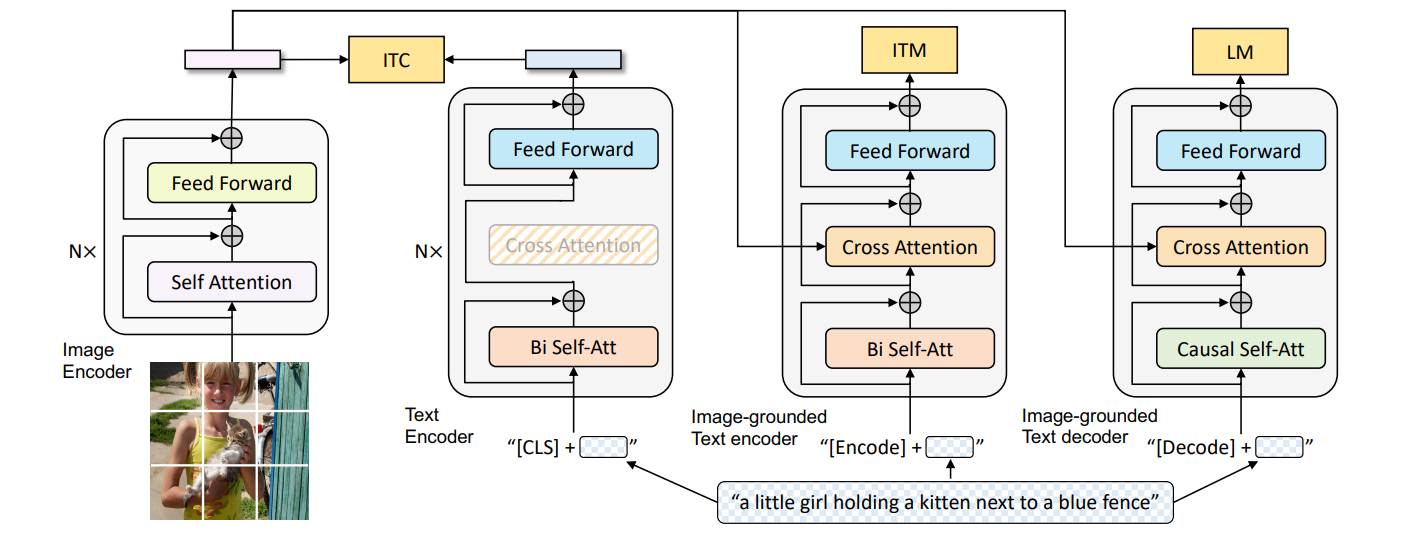 ITC
ITM
LM
N×
Feed Forward
Self Attention
Image
Encoder
N×
Feed Forward
Cross Attention
Bi Self-Att
Text
Encoder
“[CLS] + ”
Feed Forward
Cross Attention
Bi Self-Att
Image-grounded
Text encoder
“[Encode] + ”
Feed Forward
Cross Attention
Causal Self-Att
Image-grounded
Text decoder
“[Decode] + ”
“a little girl holding a kitten next to a blue fence”